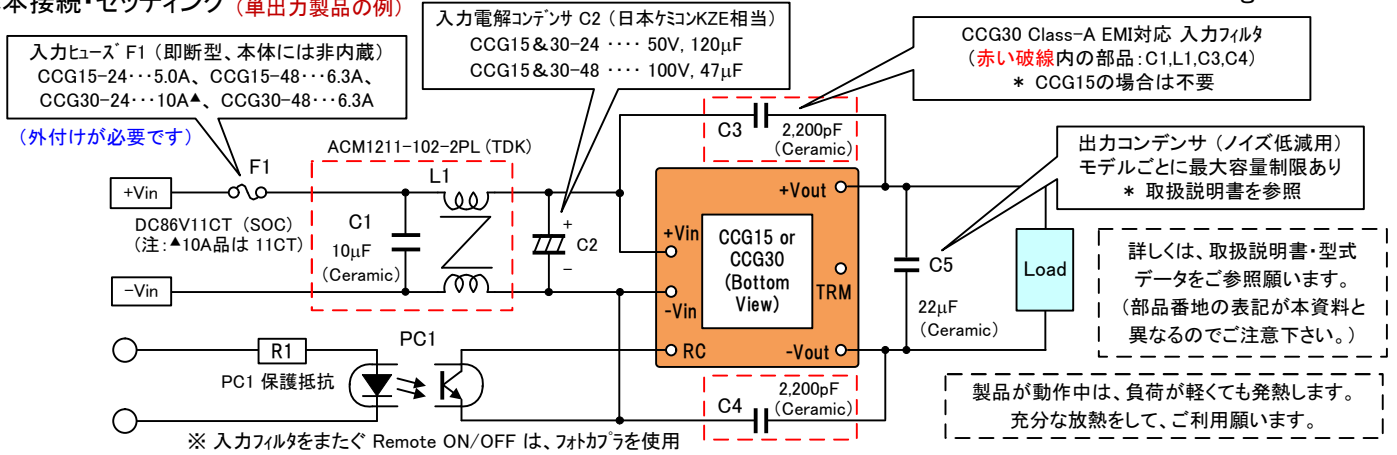 本接続・セッティング (単出力製品の例)
入力ヒューズ F1 (即断型、本体には非内蔵)
CCG15-24・・・5.0A、 CCG15-48・・・6.3A、
CCG30-24・・・10A▲、 CCG30-48・・・6.3A
(外付けが必要です)
入力電解コンデンサ C2 (日本ケミコンKZE相当)
CCG15&30-24 ‥‥ 50V, 120μF
CCG15&30-48 ‥‥ 100V, 47μF
CCG30 Class-A EMI対応 入力フィルタ
(赤い破線内の部品:C1,L1,C3,C4)
* CCG15の場合は不要
出力コンデンサ (ノイズ低減用)
モデルごとに最大容量制限あり
* 取扱説明書を参照
ACM1211-102-2PL (TDK)
F1
L1
+Vin
DC86V11CT (SOC)
(注:▲10A品は 11CT)
C1
10μF
(Ceramic)
-Vin
+
C2
−
C3
2,200pF
(Ceramic)
+Vout
+Vin
CCG15 or
CCG30
(Bottom
View)
TRM
-Vin
RC
-Vout
C5
22μF
(Ceramic)
Load
詳しくは、取扱説明書・型式
データをご参照願います。
(部品番地の表記が本資料と
異なるのでご注意下さい。)
R1
PC1
PC1 保護抵抗
C4
2,200pF
(Ceramic)
製品が動作中は、負荷が軽くても発熱します。
充分な放熱をして、ご利用願います。
※ 入力フィルタをまたぐ Remote ON/OFF は、フォトカプラを使用